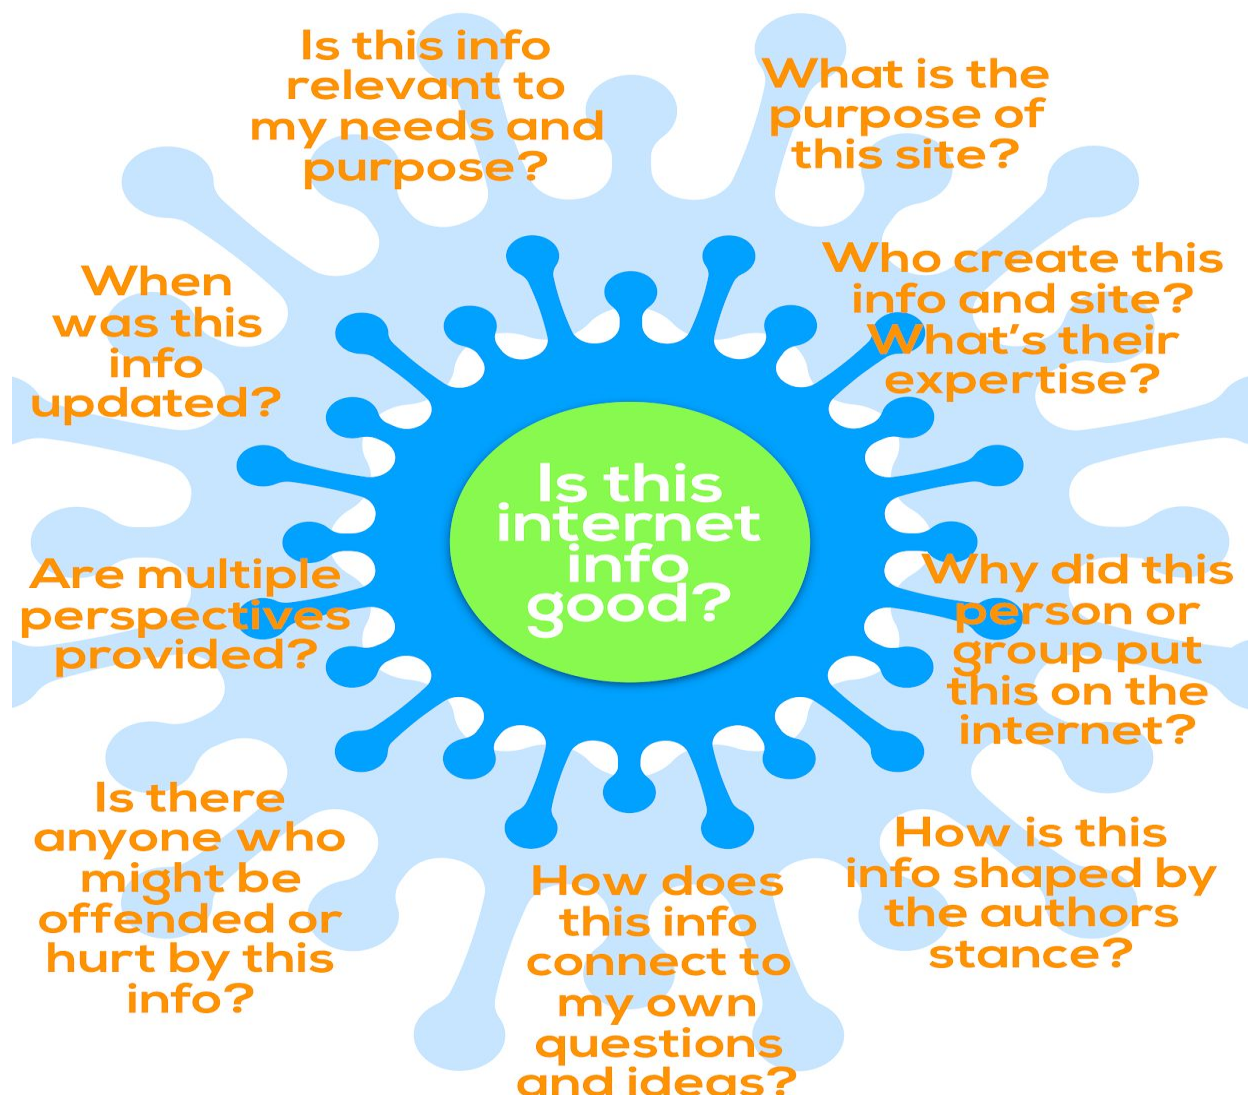 Is this info
relevant to
my needs and
purpose?
What is the
purpose of
this site?
Who create this
info and site?
What's their
expertise?
When
was this
info
updated?
Is this
internet
info
good?
Are multiple
perspectives
provided?
Why did this
person or
group put
this on the
internet?
Is there
anyone who
might be
offended or
hurt by this
info?
How does
this info
connect to
my own
questions
and ideas?
How is this
info shaped by
the authors
stance?